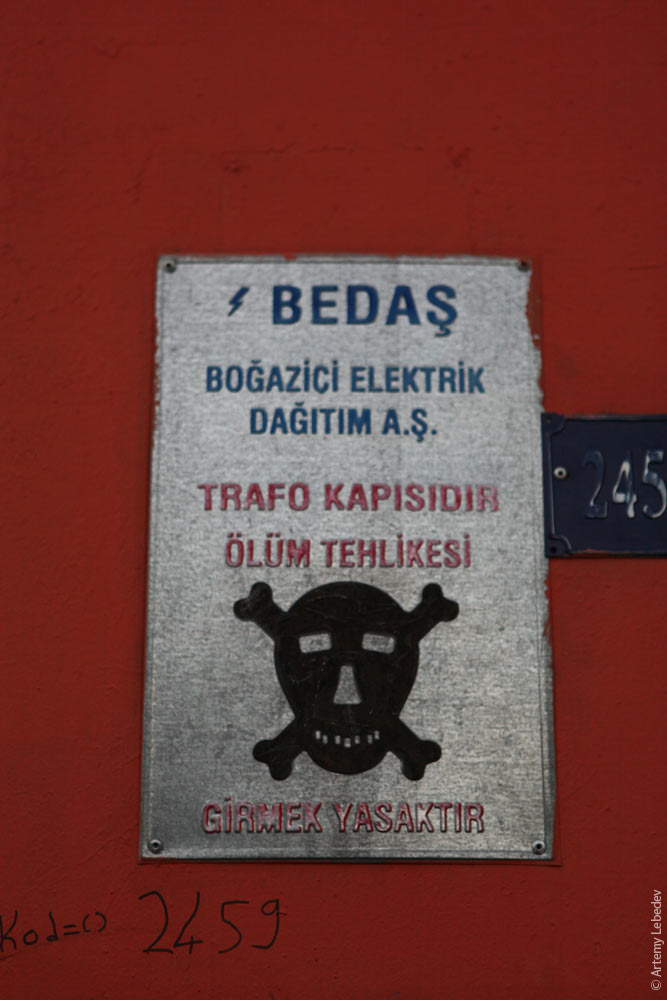 BEDAŞ
BOĞAZİÇİ ELEKTRİK
DAĞITIM A.Ş.
TRAFO KAPISIDIR
ÖLÜM TEHLİKESİ
GİRMEK YASAKTIR
245
Kod=() 2459
© Artemy Lebedev